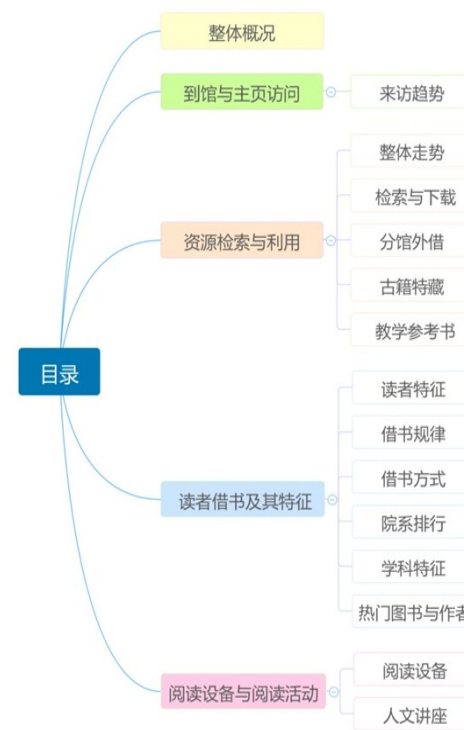 整体概况
到馆与主页访问
来访趋势
整体走势
检索与下载
资源检索与利用
分馆外借
古籍特藏
教学参考书
目录
读者特征
借书规律
借书方式
读者借书及其特征
院系排行
学科特征
热门图书与作者
阅读设备
阅读设备与阅读活动
人文讲座